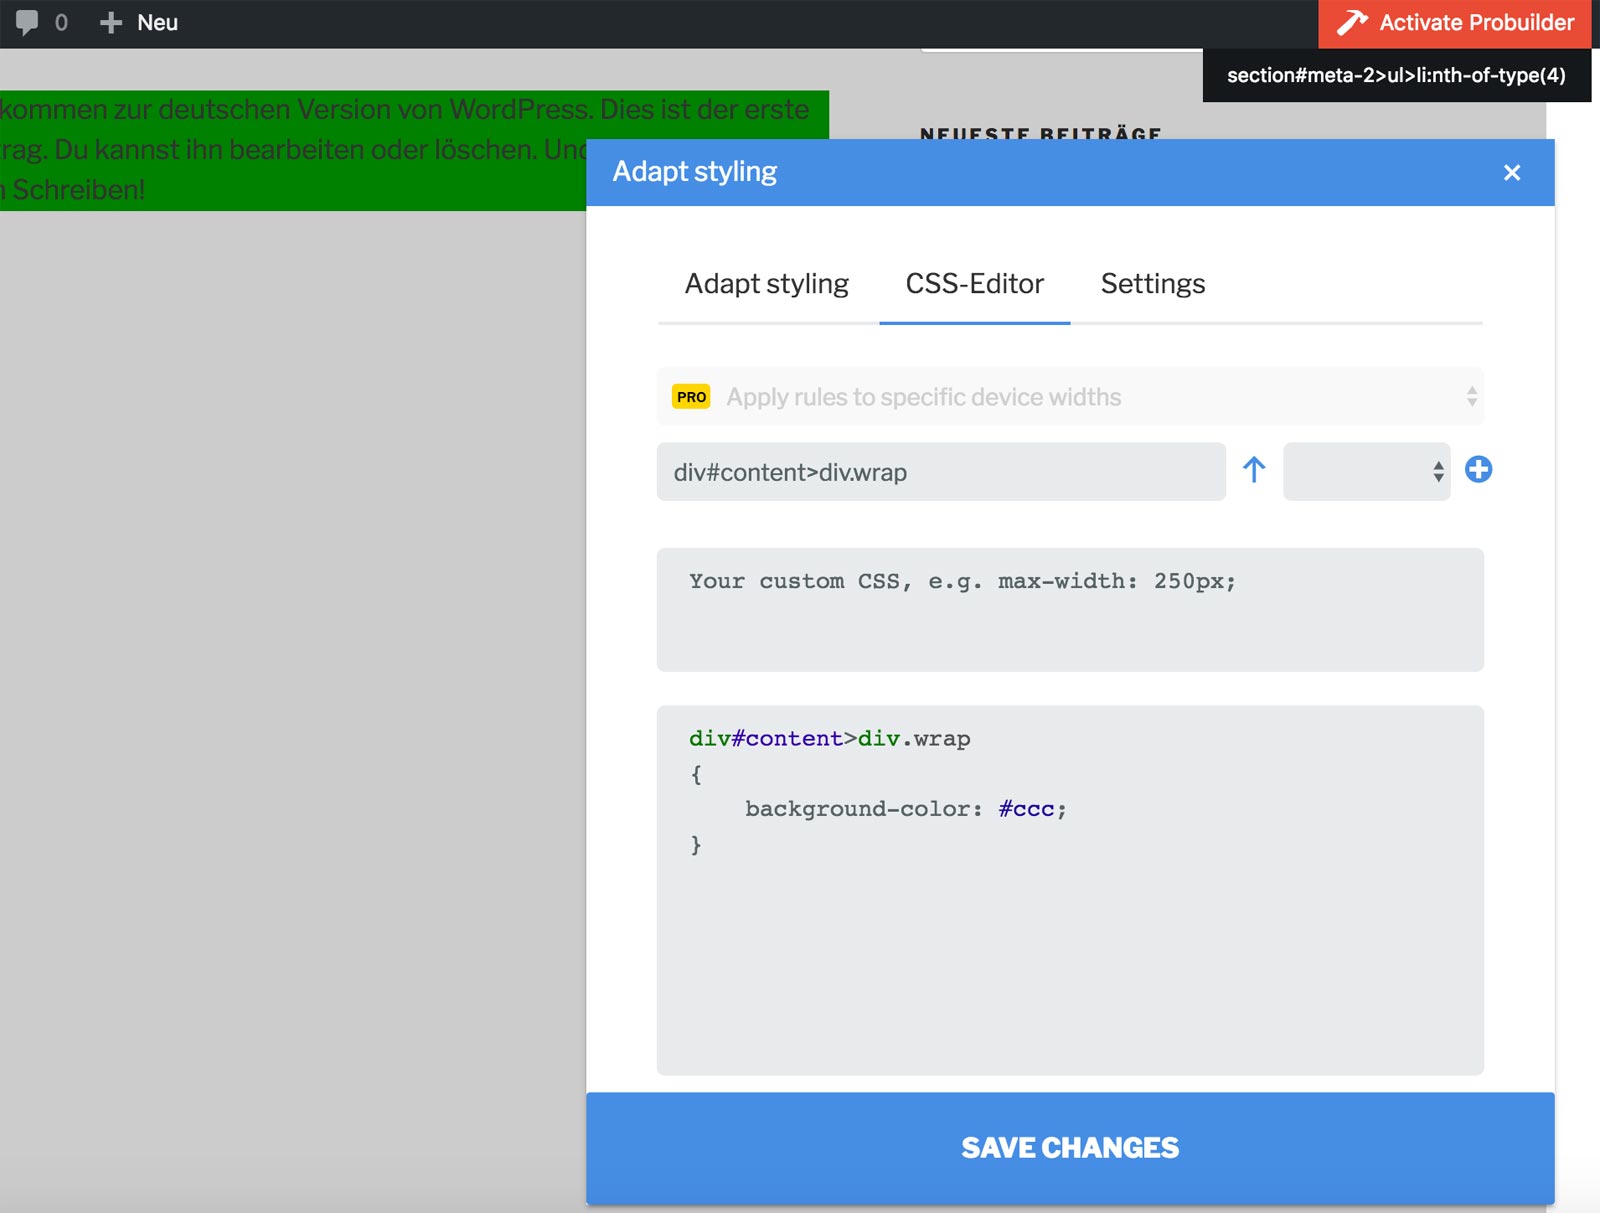 0 Neu Activate Probuilder
section#meta-2>ul>li:nth-of-type(4)
kommen zur deutschen Version von WordPress. Dies ist der erste
rag. Du kannst ihn bearbeiten oder löschen. Und
Schreiben!
NEUESTE BEITRÄGE
Adapt styling ×
Adapt styling CSS-Editor Settings
PRO Apply rules to specific device widths
div#content>div.wrap
Your custom CSS, e.g. max-width: 250px;
div#content>div.wrap
{
background-color: #ccc;
}
SAVE CHANGES